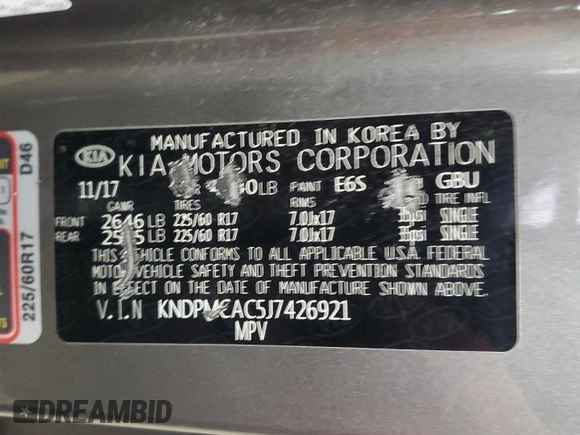 D46
225/60R17
KIA
MANUFACTURED IN KOREA BY
KIA MOTORS CORPORATION
11/17 LB PAINT E6S GBU
GAWR TIRES RIMS TIRE INFL
FRONT 2646 LB 225/60 R17 7.0Jx17 SINGLE
REAR LB 225/60 R17 7.0Jx17 SINGLE
THIS VEHICLE CONFORMS TO ALL APPLICABLE U.S.A. FEDERAL
MOTOR VEHICLE SAFETY AND THEFT PREVENTION STANDARDS
IN EFFECT ON THE DATE OF MANUFACTURE SHOWN ABOVE.
V.I.N KNDPMCAC5J7426921
MPV
DREAMBID